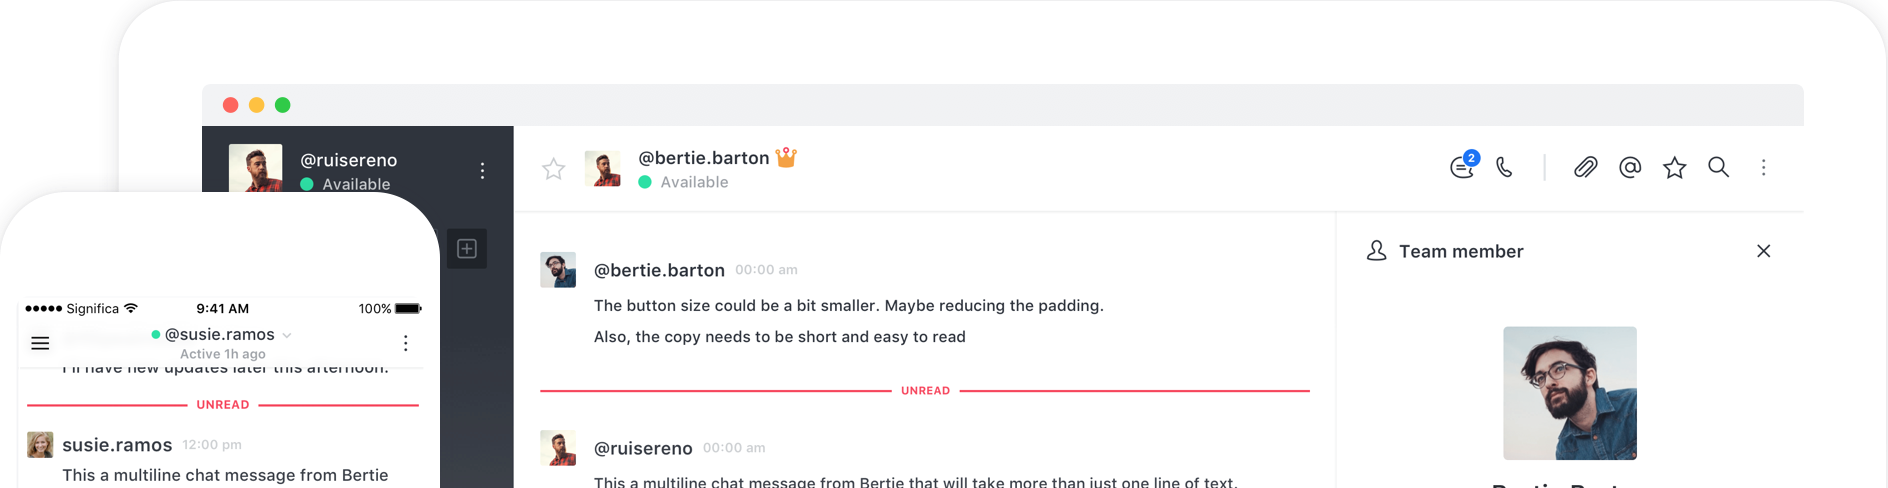 @ruisereno
Available
@bertie.barton
Available
2
@bertie.barton 00:00 am
The button size could be a bit smaller. Maybe reducing the padding.
Also, the copy needs to be short and easy to read
UNREAD
@ruisereno 00:00 am
This a multiline chat message from Bertie that will take more than just one line of text.
Team member
Significa 9:41 AM 100%
@susie.ramos
Active 1h ago
I'll have new updates later this afternoon.
UNREAD
susie.ramos 12:00 pm
This a multiline chat message from Bertie